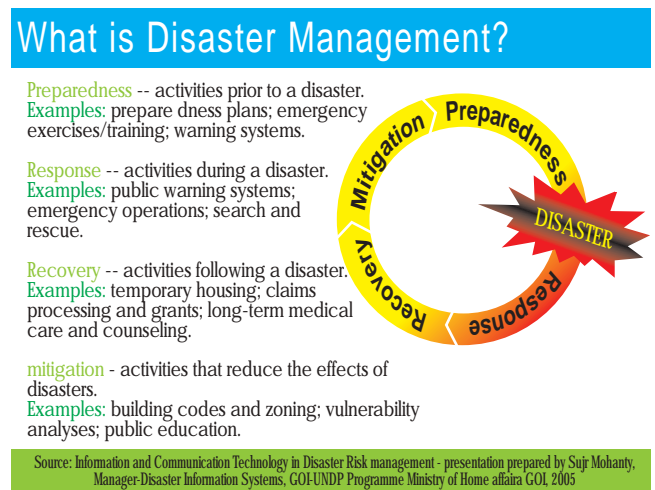 What is Disaster Management?
Preparedness -- activities prior to a disaster.
Examples: prepare dness plans; emergency
exercises/training; warning systems.
Response -- activities during a disaster.
Examples: public warning systems;
emergency operations; search and
rescue.
Recovery -- activities following a disaster.
Examples: temporary housing; claims
processing and grants; long-term medical
care and counseling.
mitigation - activities that reduce the effects of
disasters.
Examples: building codes and zoning; vulnerability
analyses; public education.
Preparedness
DISASTER
Response
Recovery
Mitigation
Source: Information and Communication Technology in Disaster Risk management - presentation prepared by Sujr Mohanty,
Manager-Disaster Information Systems, GOI-UNDP Programme Ministry of Home affaira GOI, 2005